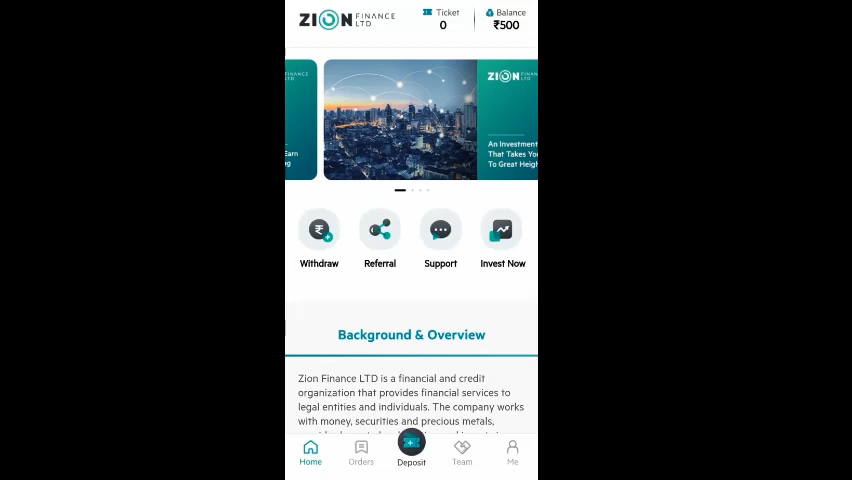 ZION FINANCE LTD
Ticket
0
Balance
₹500
FINANCE
LTD
Earn
ZION
LTD
An Investment
That Takes You
To Great
Withdraw
Referral
Support
Invest Now
Background & Overview
Zion Finance LTD is a financial and credit
organization that provides financial services to
legal entities and individuals. The company works
with money, securities and precious metals,
Home
Orders
Deposit
Team
Me